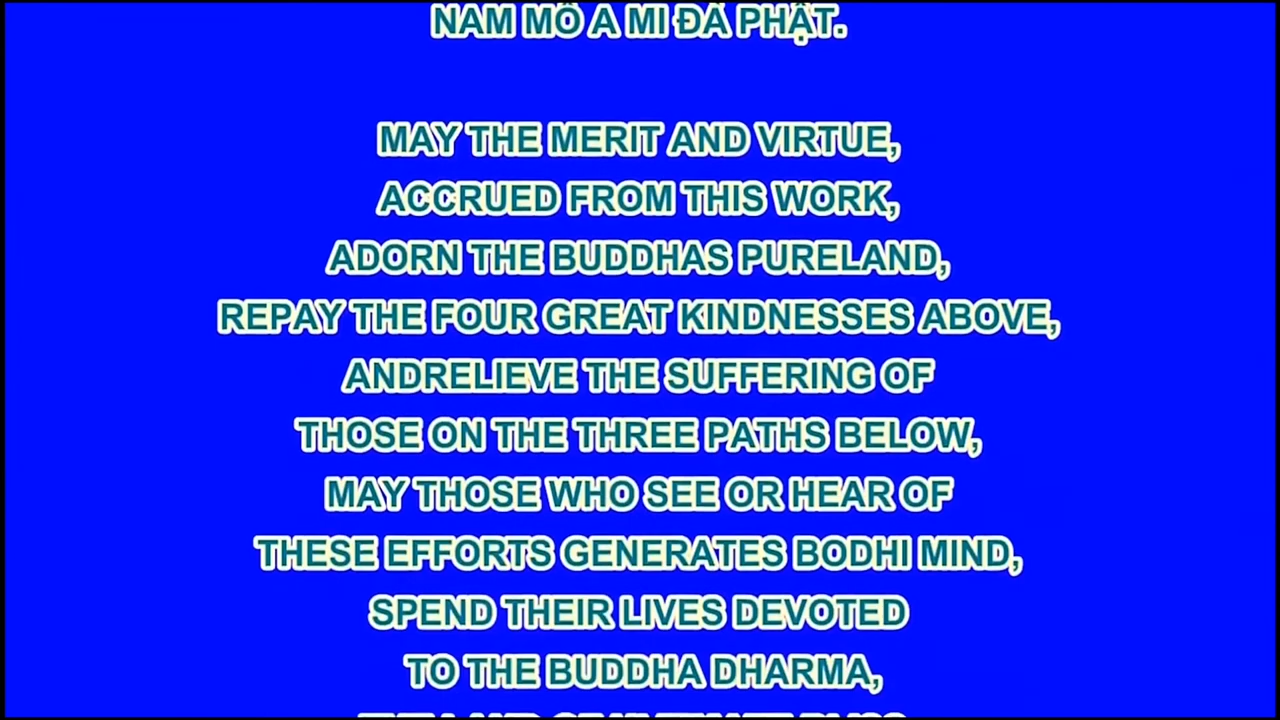 NAM MÔ A MI ĐÃ PHẬT.
MAY THE MERIT AND VIRTUE,
ACCRUED FROM THIS WORK,
ADORN THE BUDDHAS PURELAND,
REPAY THE FOUR GREAT KINDNESSES ABOVE,
ANDRELIEVE THE SUFFERING OF
THOSE ON THE THREE PATHS BELOW,
MAY THOSE WHO SEE OR HEAR OF
THESE EFFORTS GENERATES BODHI MIND,
SPEND THEIR LIVES DEVOTED
TO THE BUDDHA DHARMA,